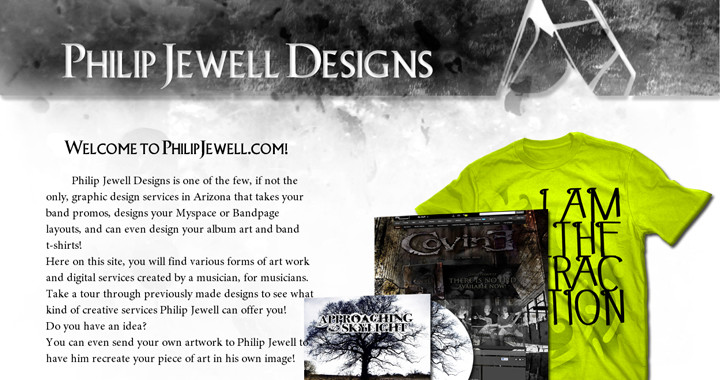 PHILIP JEWELL DESIGNS
WELCOME TO PHILIPJEWELL.COM!
Philip Jewell Designs is one of the few, if not the
only, graphic design services in Arizona that takes your
band promos, designs your Myspace or Bandpage
layouts, and can even design your album art and band
t-shirts!
Here on this site, you will find various forms of art work
and digital services created by a musician, for musicians.
Take a tour through previously made designs to see what
kind of creative services Philip Jewell can offer you!
Do you have an idea?
You can even send your own artwork to Philip Jewell to
have him recreate your piece of art in his own image!
I AM
THE
FRAC
TION
THERE IS NO
AVAILABLE NOW
APPROACHING
SKYLIGHT